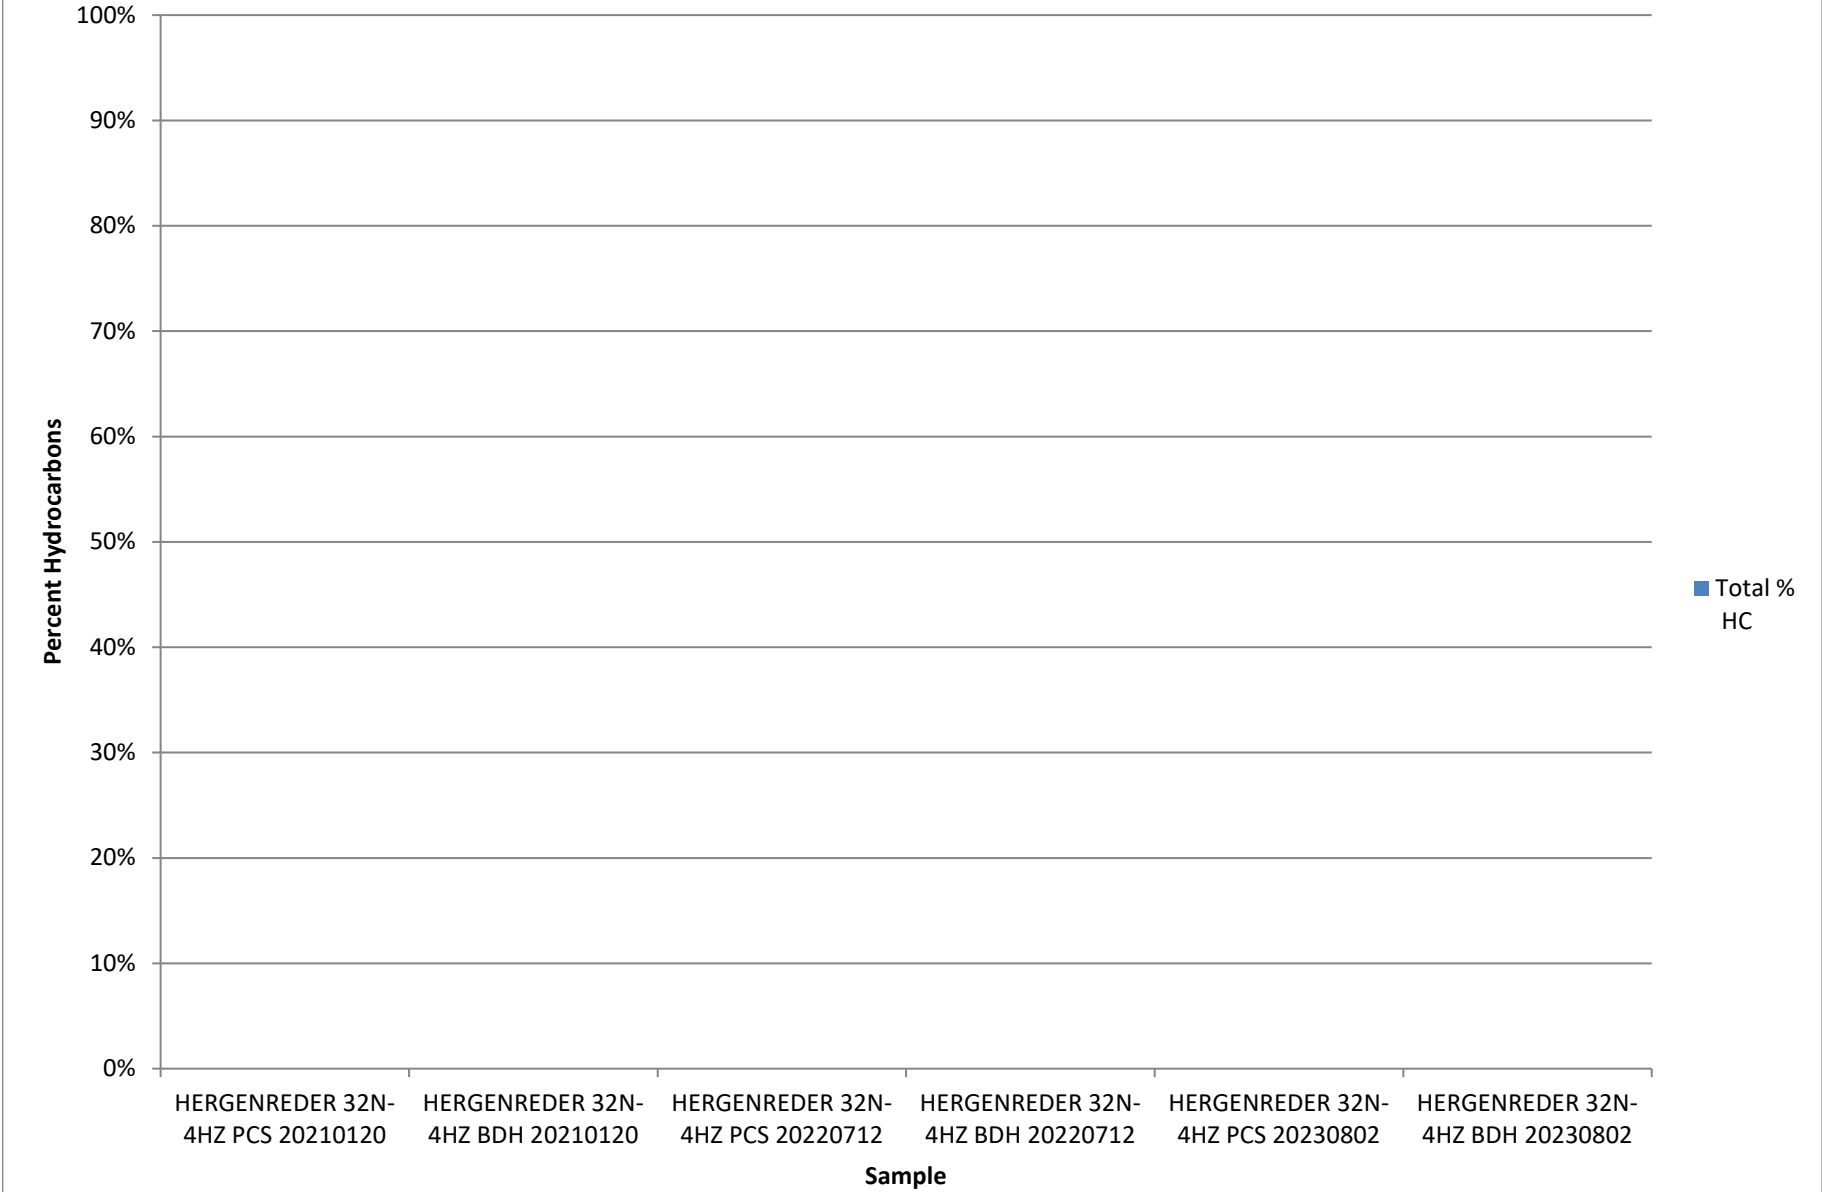 100%
90%
80%
70%
60%
50%
40%
30%
20%
10%
0%
Percent Hydrocarbons
HERGENREDER 32N-
4HZ PCS 20210120
HERGENREDER 32N-
4HZ BDH 20210120
HERGENREDER 32N-
4HZ PCS 20220712
HERGENREDER 32N-
4HZ BDH 20220712
HERGENREDER 32N-
4HZ PCS 20230802
HERGENREDER 32N-
4HZ BDH 20230802
Sample
Total %
HC